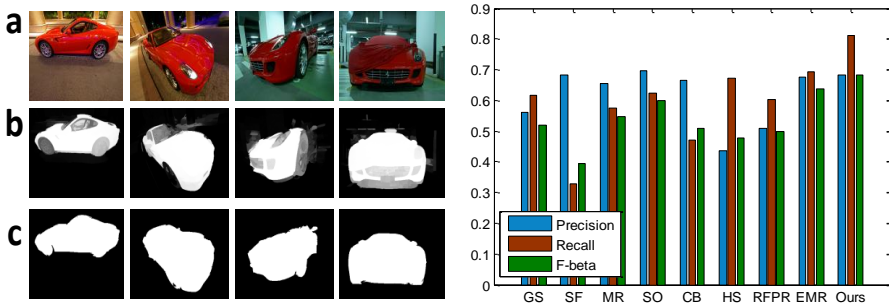 a
b
c
0.9
0.8
0.7
0.6
0.5
0.4
0.3
0.2
0.1
0
Precision
Recall
F-beta
GS SF MR SO CB HS RFPR EMR Ours